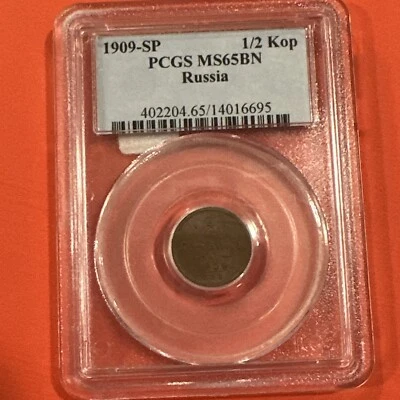 1909-SP 1/2 Kop
PCGS MS65BN
Russia
402204.65/14016695